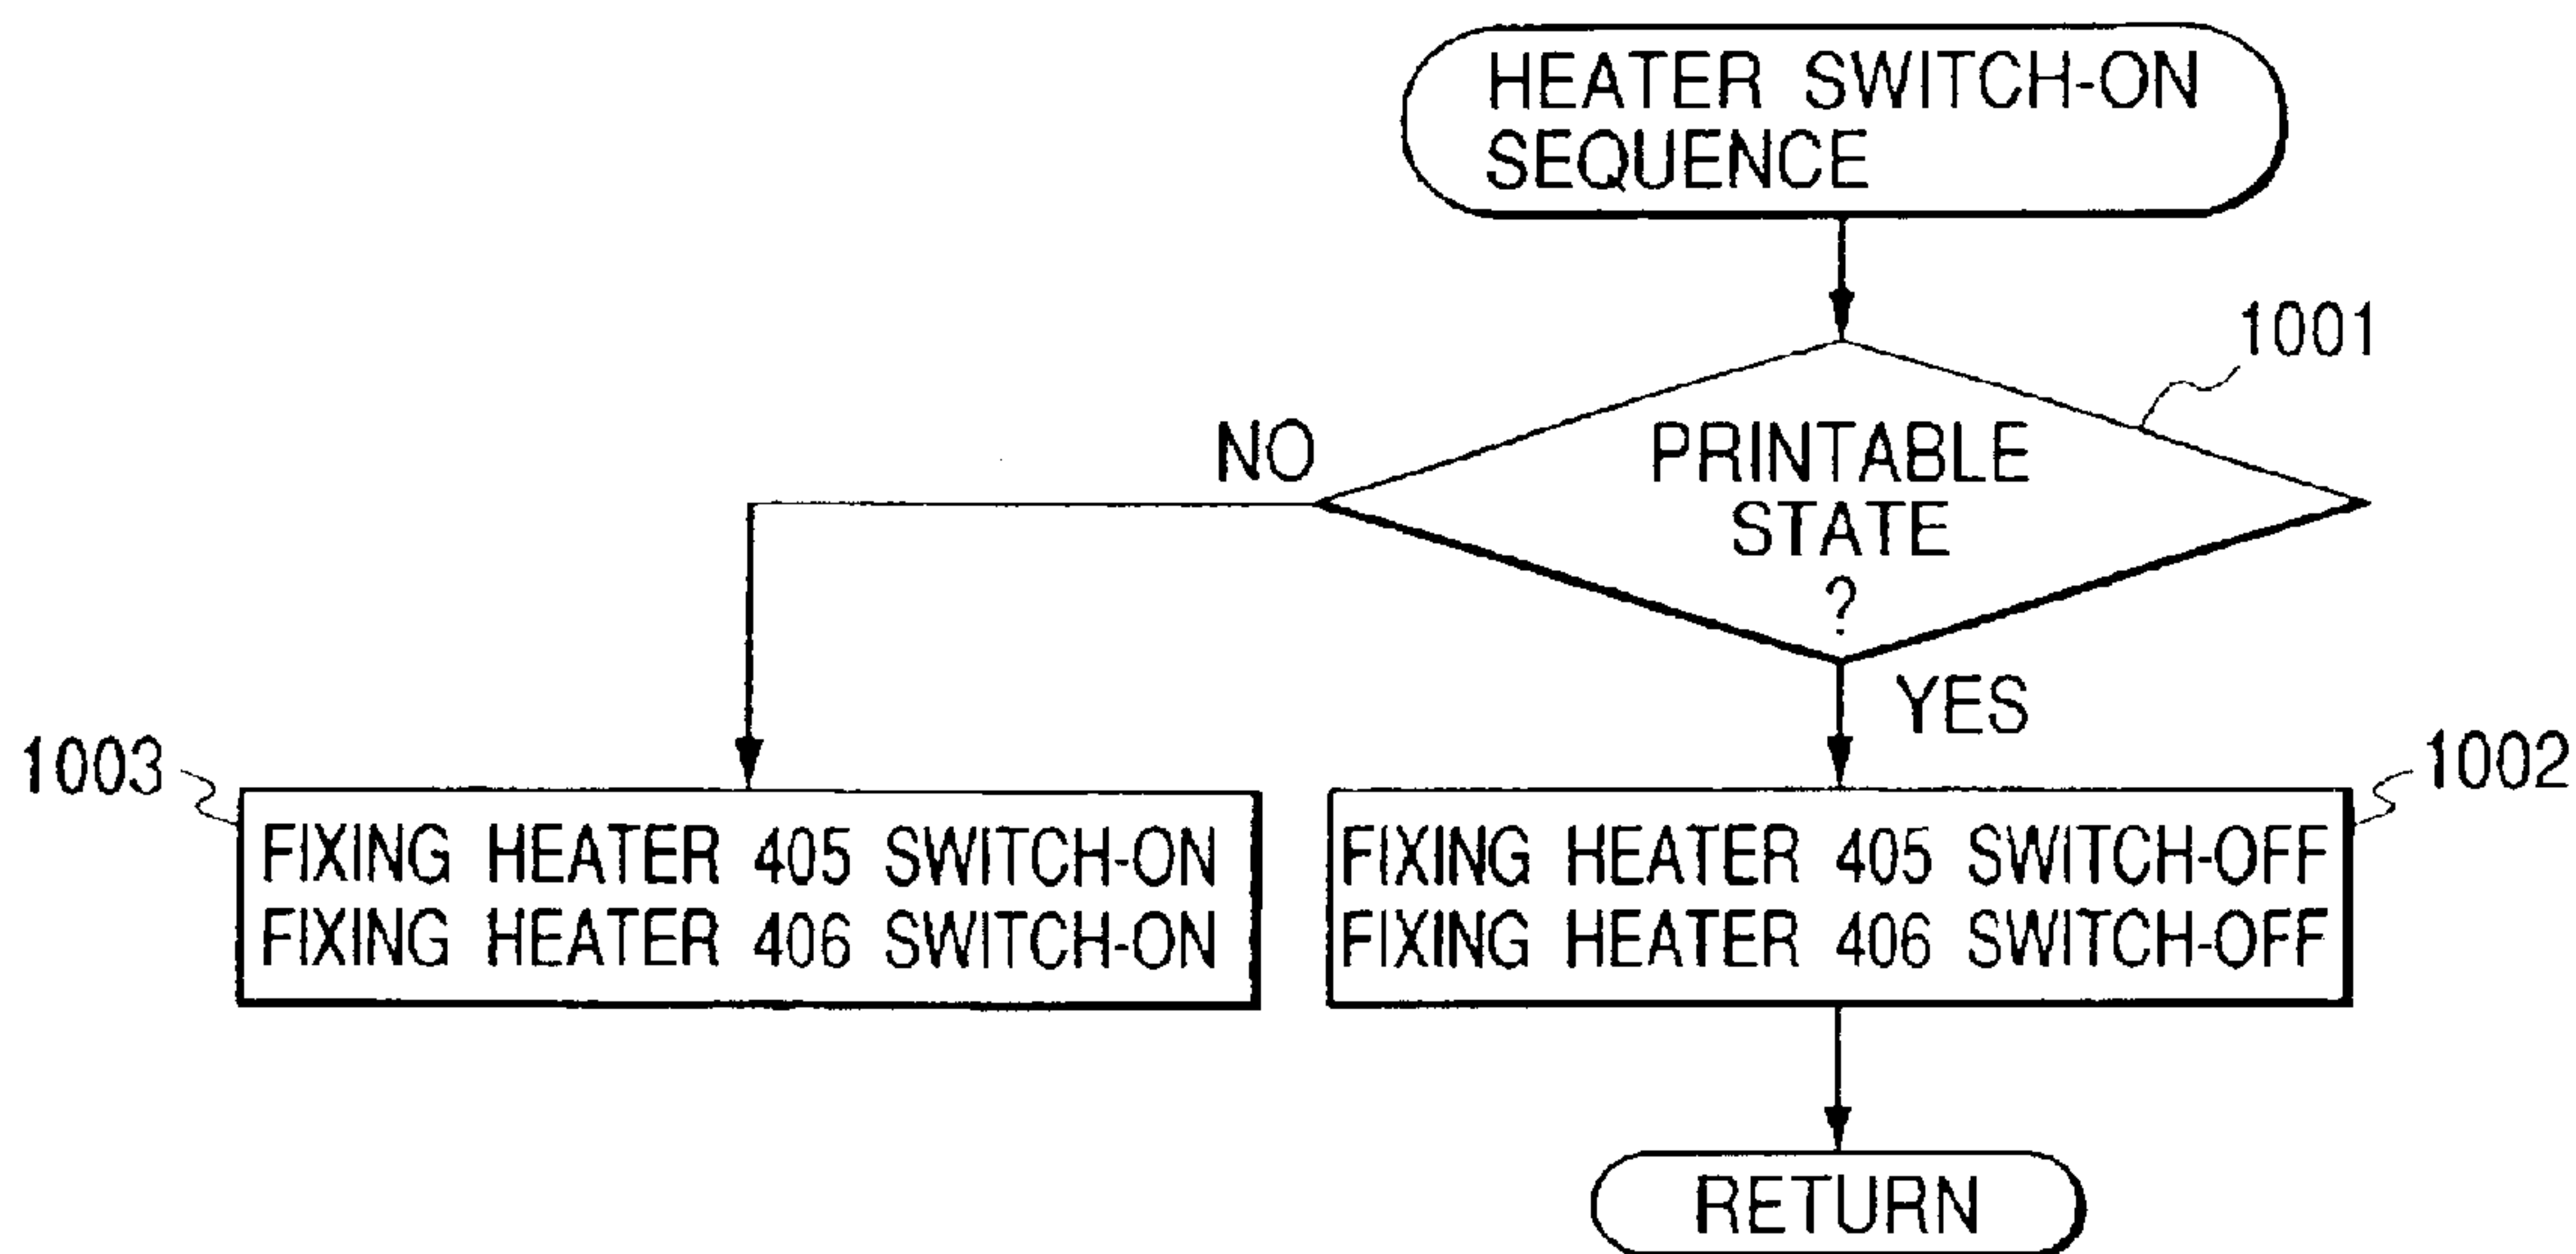 HEATER SWITCH-ON
SEQUENCE
1001
NO
PRINTABLE
STATE
?
YES
1003
1002
FIXING HEATER 405 SWITCH-ON
FIXING HEATER 406 SWITCH-ON
FIXING HEATER 405 SWITCH-OFF
FIXING HEATER 406 SWITCH-OFF
RETURN